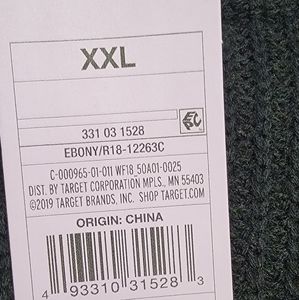 XXL
331 03 1528
EPC
EBONY/R18-12263C
C-000965-01-011 WF18 50A01-0025
DIST. BY TARGET CORPORATION MPLS., MN 55403
©2019 TARGET BRANDS, INC. SHOP TARGET.COM
ORIGIN: CHINA
4 93310 31528 3